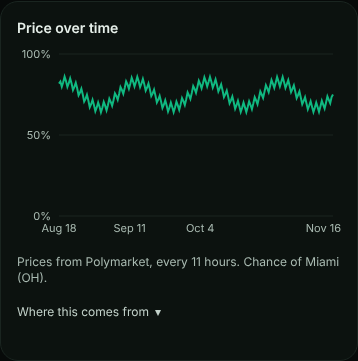 Price over time
100%
50%
0%
Aug 18 Sep 11 Oct 4 Nov 16
Prices from Polymarket, every 11 hours. Chance of Miami
(OH).
Where this comes from ▼